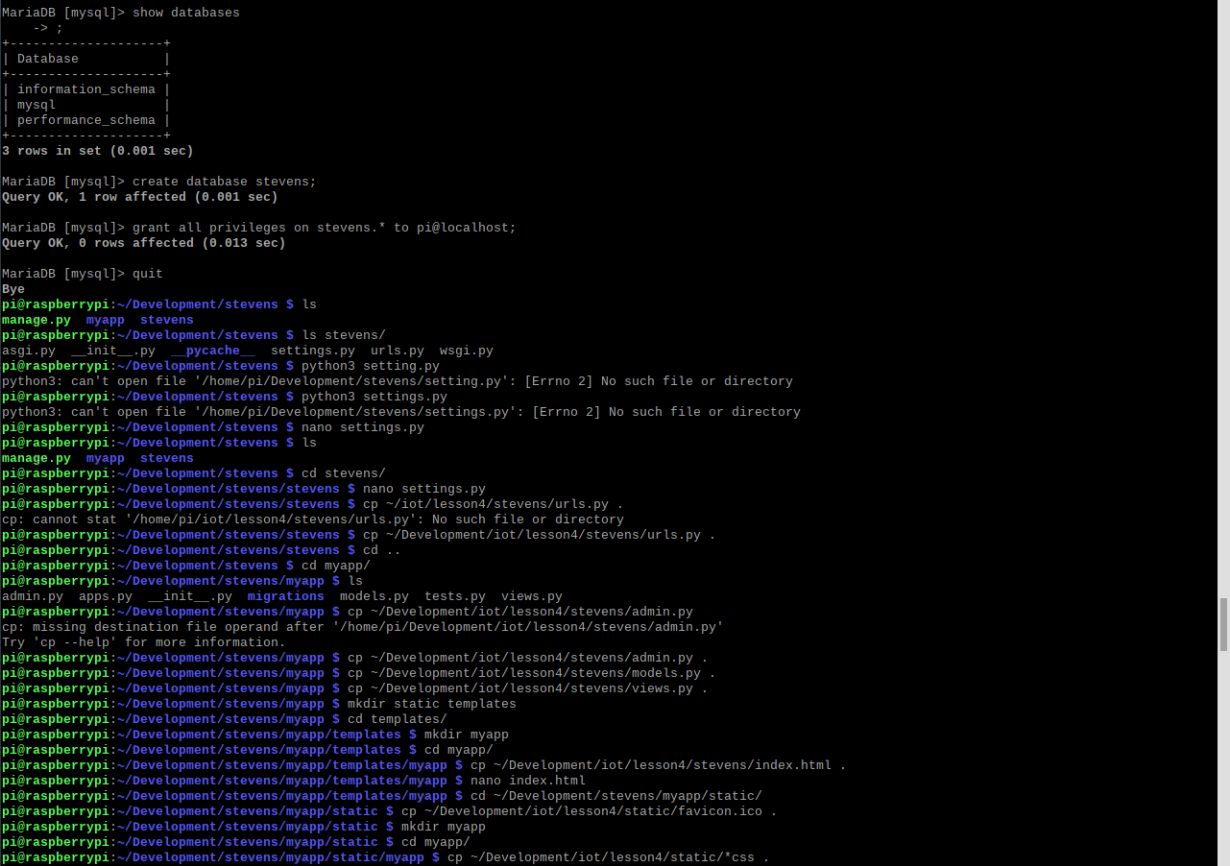 MariaDB [mysql]> show databases
    -> ;
+--------------------+
| Database           |
+--------------------+
| information_schema |
| mysql              |
| performance_schema |
+--------------------+
3 rows in set (0.001 sec)

MariaDB [mysql]> create database stevens;
Query OK, 1 row affected (0.001 sec)

MariaDB [mysql]> grant all privileges on stevens.* to pi@localhost;
Query OK, 0 rows affected (0.013 sec)

MariaDB [mysql]> quit
Bye
pi@raspberrypi:~/Development/stevens $ ls
manage.py  myapp  stevens
pi@raspberrypi:~/Development/stevens $ ls stevens/
asgi.py  __init__.py  __pycache__  settings.py  urls.py  wsgi.py
pi@raspberrypi:~/Development/stevens $ python3 setting.py
python3: can't open file '/home/pi/Development/stevens/setting.py': [Errno 2] No such file or directory
pi@raspberrypi:~/Development/stevens $ python3 settings.py
python3: can't open file '/home/pi/Development/stevens/settings.py': [Errno 2] No such file or directory
pi@raspberrypi:~/Development/stevens $ nano settings.py
pi@raspberrypi:~/Development/stevens $ ls
manage.py  myapp  stevens
pi@raspberrypi:~/Development/stevens $ cd stevens/
pi@raspberrypi:~/Development/stevens/stevens $ nano settings.py
pi@raspberrypi:~/Development/stevens/stevens $ cp ~/iot/lesson4/stevens/urls.py .
cp: cannot stat '/home/pi/iot/lesson4/stevens/urls.py': No such file or directory
pi@raspberrypi:~/Development/stevens/stevens $ cp ~/Development/iot/lesson4/stevens/urls.py .
pi@raspberrypi:~/Development/stevens/stevens $ cd ..
pi@raspberrypi:~/Development/stevens $ cd myapp/
pi@raspberrypi:~/Development/stevens/myapp $ ls
admin.py  apps.py  __init__.py  migrations  models.py  tests.py  views.py
pi@raspberrypi:~/Development/stevens/myapp $ cp ~/Development/iot/lesson4/stevens/admin.py
cp: missing destination file operand after '/home/pi/Development/iot/lesson4/stevens/admin.py'
Try 'cp --help' for more information.
pi@raspberrypi:~/Development/stevens/myapp $ cp ~/Development/iot/lesson4/stevens/admin.py .
pi@raspberrypi:~/Development/stevens/myapp $ cp ~/Development/iot/lesson4/stevens/models.py .
pi@raspberrypi:~/Development/stevens/myapp $ cp ~/Development/iot/lesson4/stevens/views.py .
pi@raspberrypi:~/Development/stevens/myapp $ mkdir static templates
pi@raspberrypi:~/Development/stevens/myapp $ cd templates/
pi@raspberrypi:~/Development/stevens/myapp/templates $ mkdir myapp
pi@raspberrypi:~/Development/stevens/myapp/templates $ cd myapp/
pi@raspberrypi:~/Development/stevens/myapp/templates/myapp $ cp ~/Development/iot/lesson4/stevens/index.html .
pi@raspberrypi:~/Development/stevens/myapp/templates/myapp $ nano index.html
pi@raspberrypi:~/Development/stevens/myapp/templates/myapp $ cd ~/Development/stevens/myapp/static/
pi@raspberrypi:~/Development/stevens/myapp/static $ cp ~/Development/iot/lesson4/static/favicon.ico .
pi@raspberrypi:~/Development/stevens/myapp/static $ mkdir myapp
pi@raspberrypi:~/Development/stevens/myapp/static $ cd myapp/
pi@raspberrypi:~/Development/stevens/myapp/static/myapp $ cp ~/Development/iot/lesson4/static/*css .